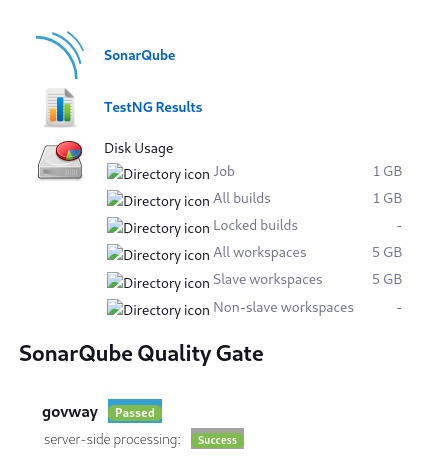 SonarQube
TestNG Results
Disk Usage
Directory icon Job 1 GB
Directory icon All builds 1 GB
Directory icon Locked builds -
Directory icon All workspaces 5 GB
Directory icon Slave workspaces 5 GB
Directory icon Non-slave workspaces -
SonarQube Quality Gate
govway Passed
server-side processing: Success